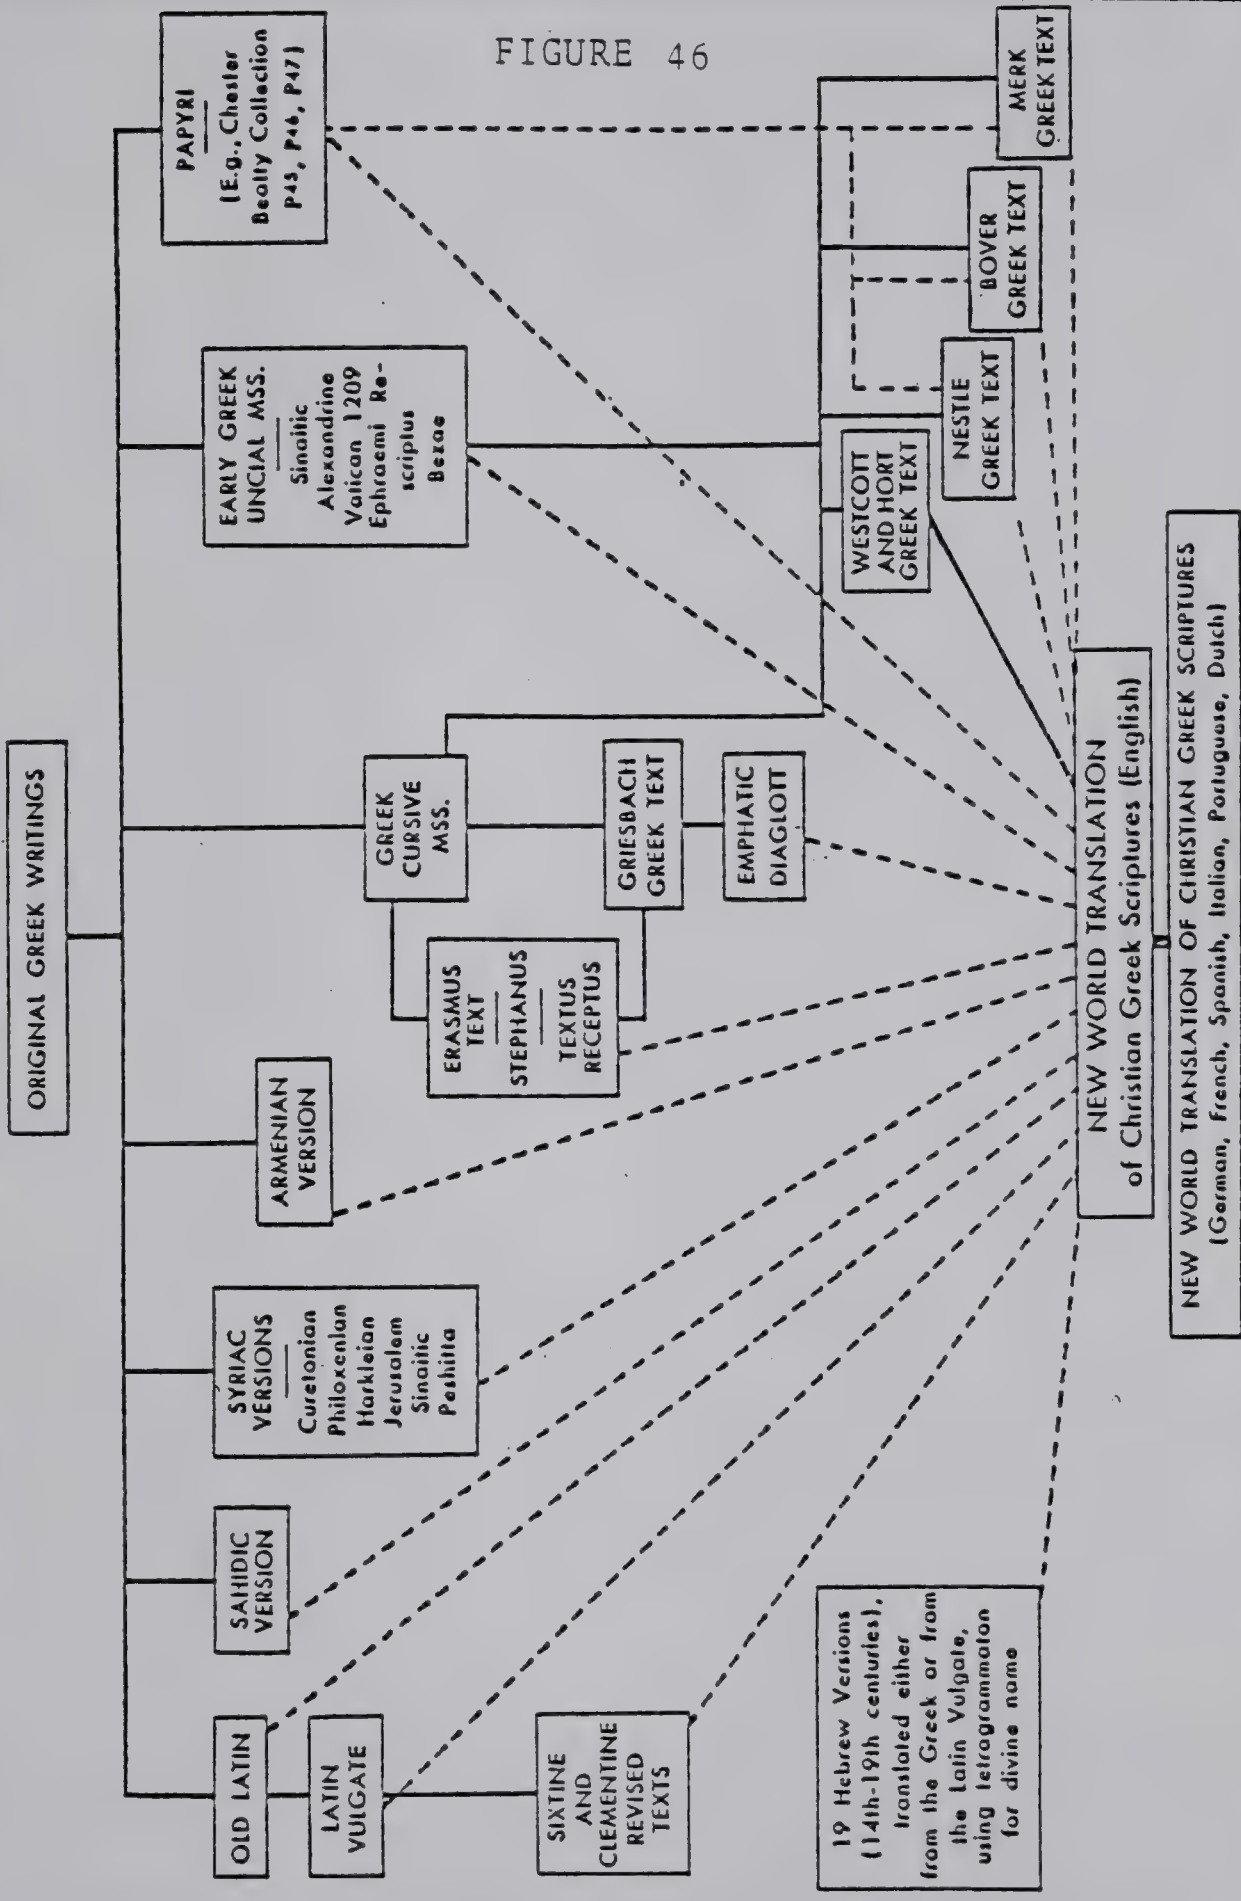 FIGURE 46
ORIGINAL GREEK WRITINGS
OLD LATIN
LATIN
VULGATE
SIXTINE
AND
CLEMENTINE
REVISED
TEXTS
SAHIDIC
VERSION
SYRIAC
VERSIONS
Curetonian
Philoxenian
Harkleian
Jerusalem
Sinaitic
Peshitta
ARMENIAN
VERSION
GREEK
CURSIVE
MSS.
ERASMUS
TEXT
STEPHANUS
TEXTUS
RECEPTUS
GRIESBACH
GREEK TEXT
EMPHATIC
DIAGLOTT
EARLY GREEK
UNCIAL MSS.
Sinaitic
Alexandrine
Vatican 1209
Ephraemi Re-
scriptus
Bezae
PAPYRI
(E.g., Chester
Beatty Collection
P45, P46, P47)
WESTCOTT
AND HORT
GREEK TEXT
NESTLE
GREEK TEXT
BOVER
GREEK TEXT
MERK
GREEK TEXT
19 Hebrew Versions
(14th-19th centuries),
translated either
from the Greek or from
the Latin Vulgate,
using tetragrammaton
for divine name
NEW WORLD TRANSLATION
of Christian Greek Scriptures (English)
NEW WORLD TRANSLATION OF CHRISTIAN GREEK SCRIPTURES
(German, French, Spanish, Italian, Portuguese, Dutch)